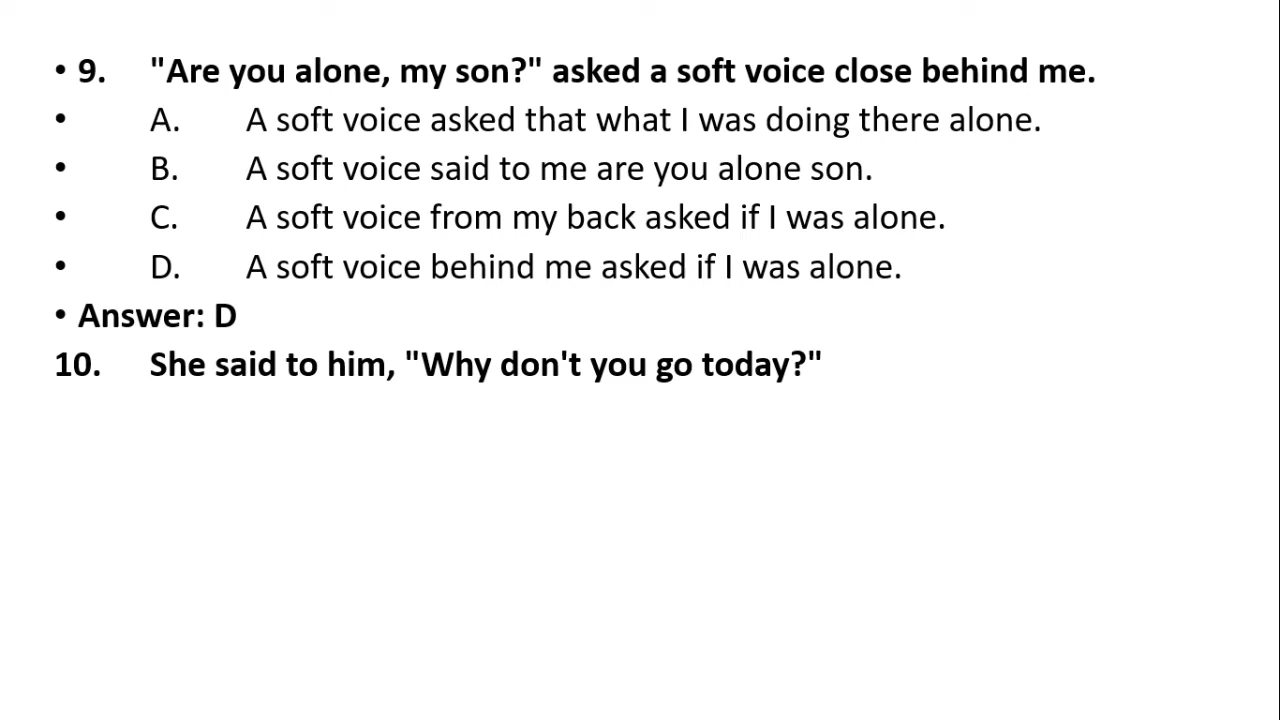 • 9. "Are you alone, my son?" asked a soft voice close behind me.
• A. A soft voice asked that what I was doing there alone.
• B. A soft voice said to me are you alone son.
• C. A soft voice from my back asked if I was alone.
• D. A soft voice behind me asked if I was alone.
• Answer: D
10. She said to him, "Why don't you go today?"